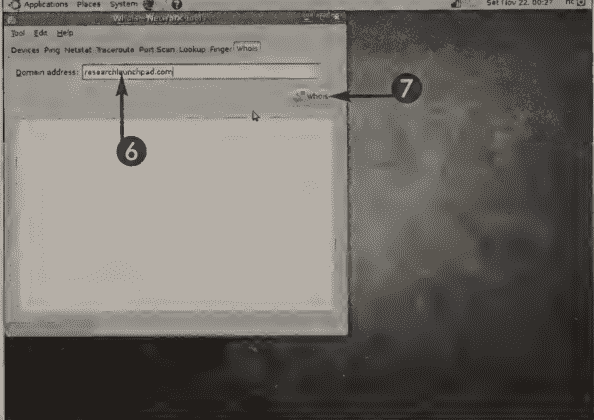 Applications Places System
Sat Nov 22, 00:27
Tool Edit Help
Devices Ping Netstat Traceroute Port Scan Lookup Finger Whois
Domain address: researchlaunchpad.com
Whois
7
6